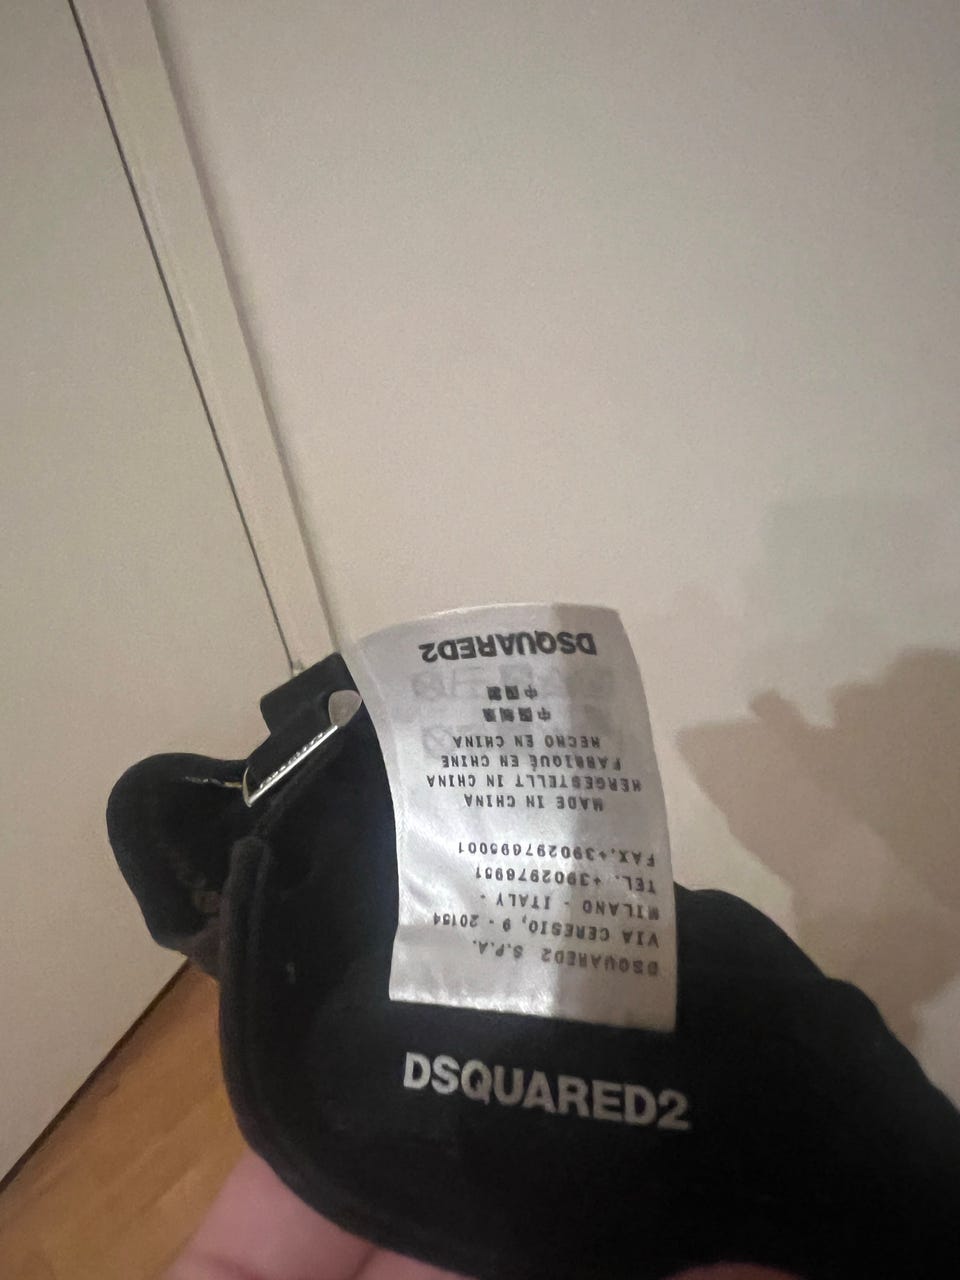 DSQUARED2 S.P.A.
VIA CERESIO, 9 - 20154
MILANO - ITALY -
TEL. +3902976951
FAX.+390297695001
MADE IN CHINA
HERGESTELLT IN CHINA
FABRIQUÉ EN CHINE
HECHO EN CHINA
中国制造
中国製
DSQUARED2
DSQUARED2